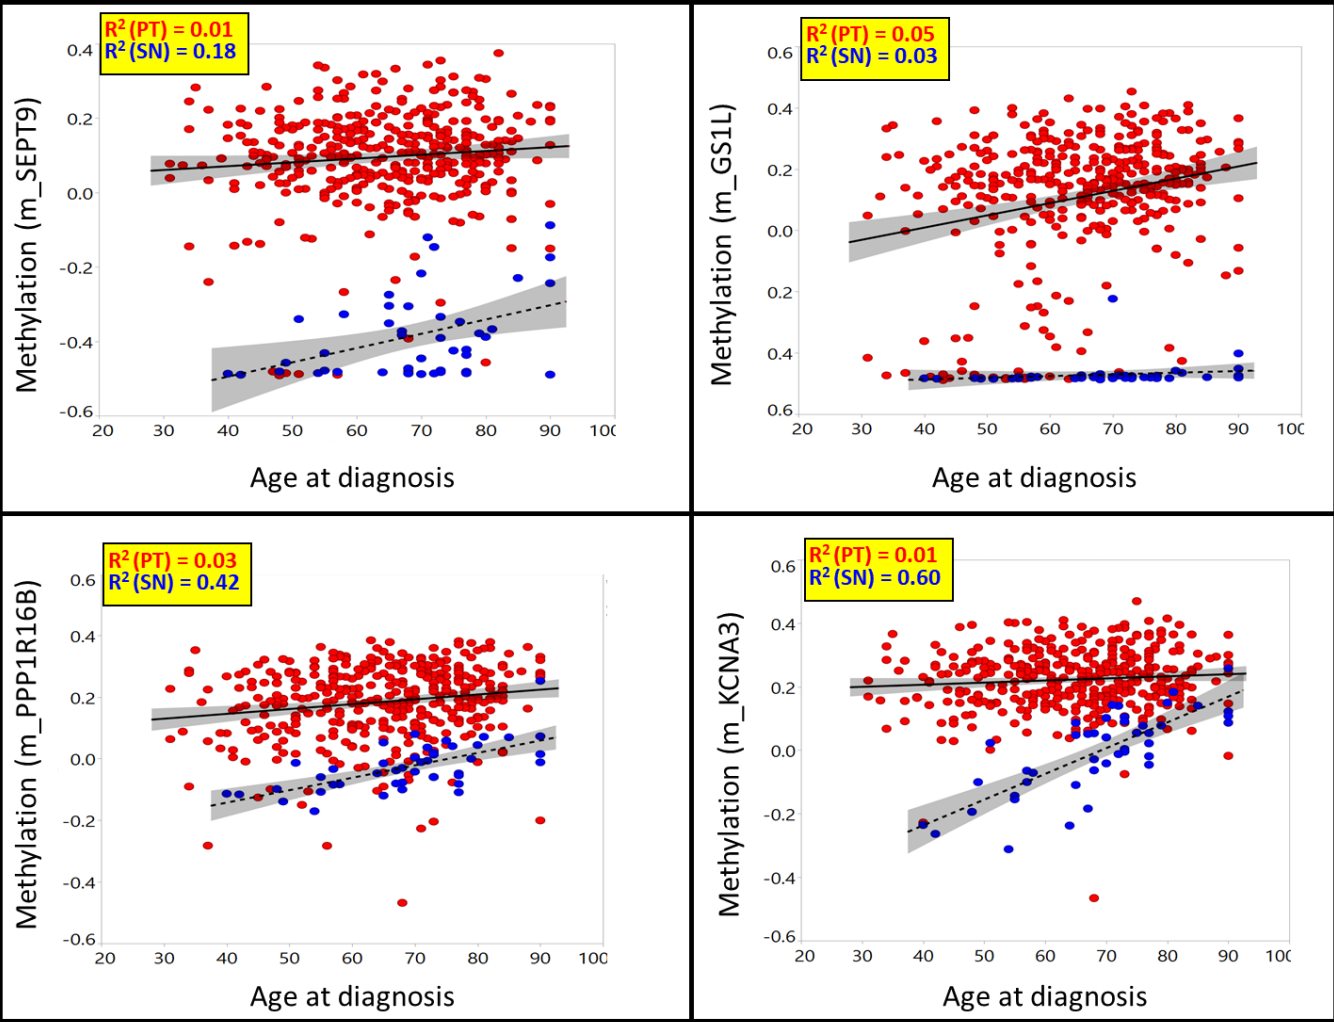 R² (PT) = 0.01
R² (SN) = 0.18
Methylation (m_SEPT9)
0.4
0.2
0.0
-0.2
-0.4
-0.6
20 30 40 50 60 70 80 90 100
Age at diagnosis
R² (PT) = 0.05
R² (SN) = 0.03
Methylation (m_GS1L)
0.6
0.4
0.2
0.0
0.2
0.4
0.6
20 30 40 50 60 70 80 90 100
Age at diagnosis
R² (PT) = 0.03
R² (SN) = 0.42
Methylation (m_PPP1R16B)
0.6
0.4
0.2
0.0
-0.2
-0.4
-0.6
20 30 40 50 60 70 80 90 100
Age at diagnosis
R² (PT) = 0.01
R² (SN) = 0.60
Methylation (m_KCNA3)
0.6
0.4
0.2
0.0
-0.2
-0.4
-0.6
20 30 40 50 60 70 80 90 100
Age at diagnosis